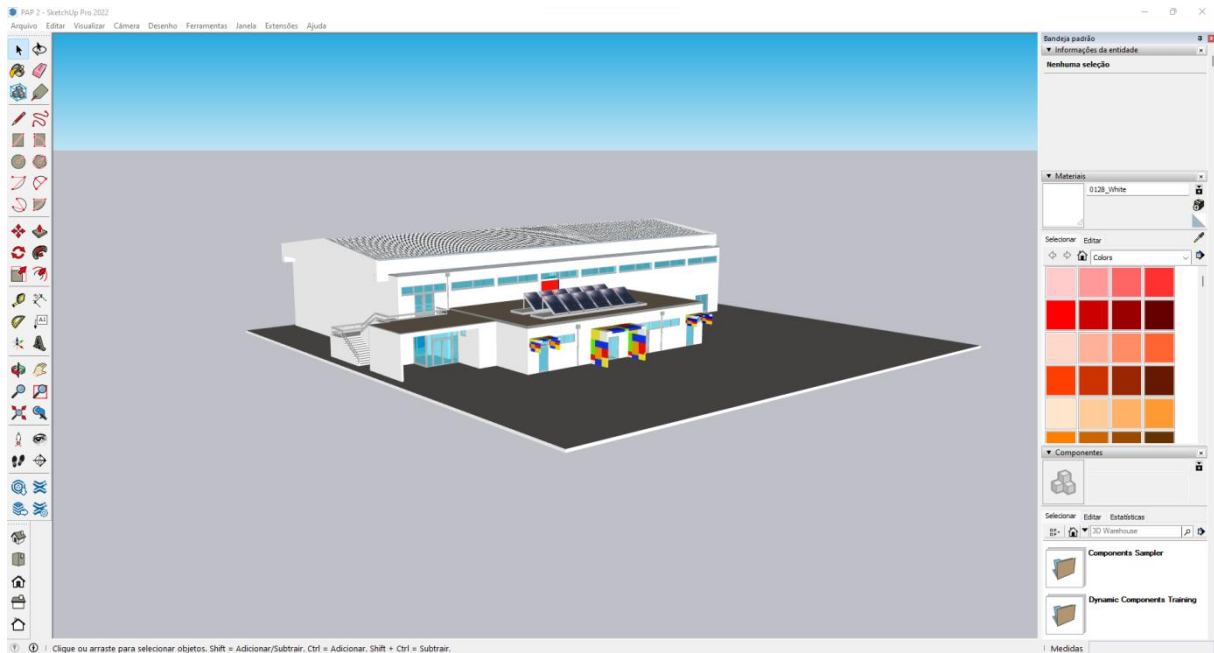 PAP 2 - SketchUp Pro 2022
Arquivo Editar Visualizar Câmera Desenho Ferramentas Janela Extensões Ajuda
Bandeja padrão
Informações da entidade
Nenhuma seleção
Materiais
0128_White
Selecionar Editar
Colors
Componentes
Selecionar Editar Estatísticas
3D Warehouse
Components Sampler
Dynamic Components Training
Clique ou arraste para selecionar objetos. Shift = Adicionar/Subtrair. Ctrl = Adicionar. Shift + Ctrl = Subtrair.
Medidas